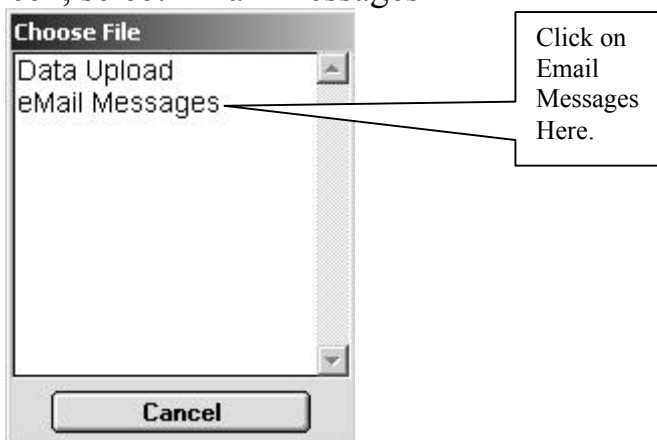 Choose File
Data Upload
eMail Messages
Cancel
Click on
Email
Messages
Here.